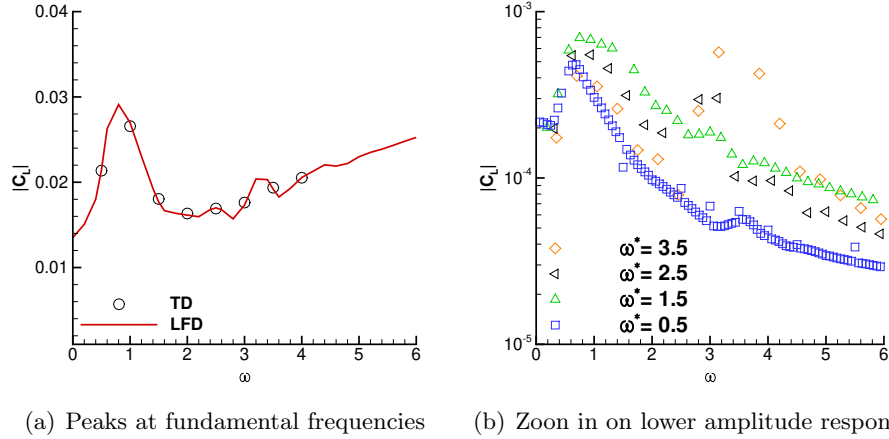 0.04
0.03
0.02
0.01
|C_L|
0 1 2 3 4 5 6
ω
TD
LFD
10^-3
10^-4
10^-5
|C_L|
0 1 2 3 4 5 6
ω
ω*= 3.5
ω*= 2.5
ω*= 1.5
ω*= 0.5
(a) Peaks at fundamental frequencies
(b) Zoon in on lower amplitude respon